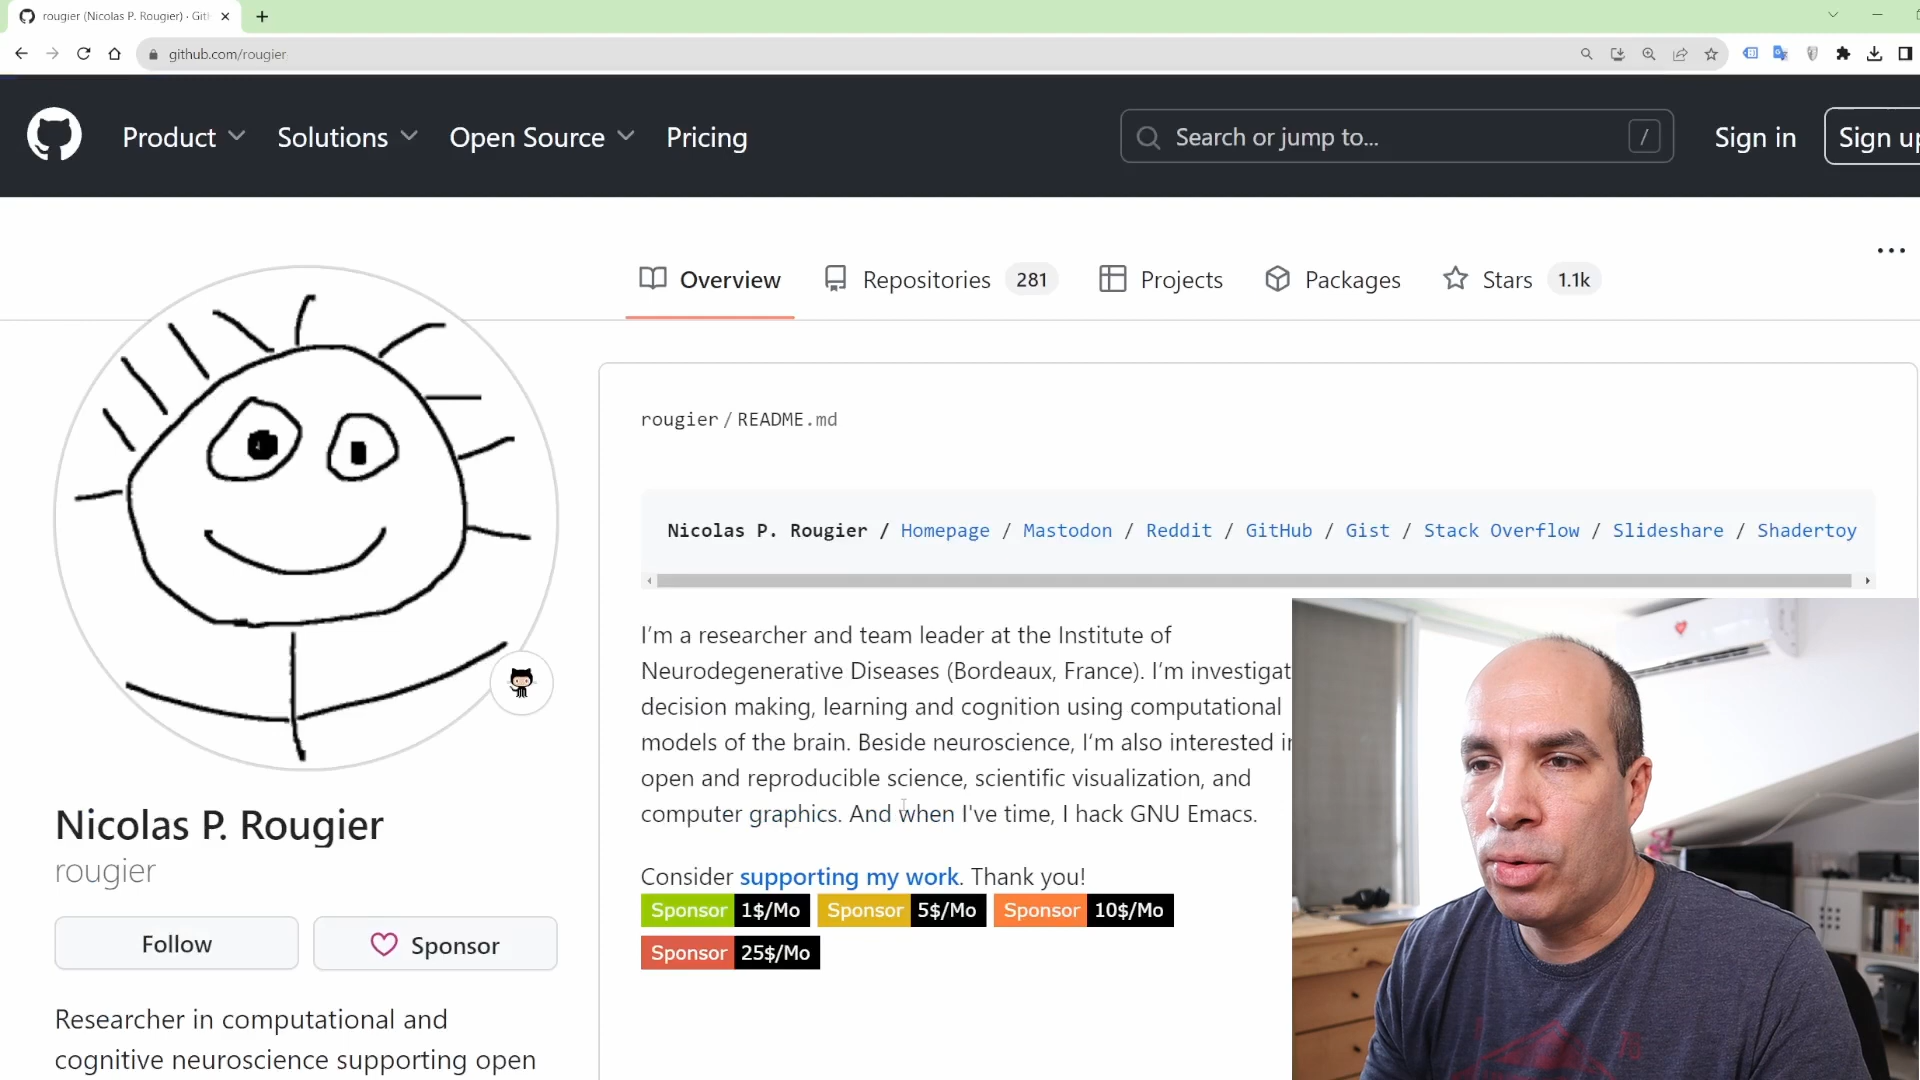 rougier (Nicolas P. Rougier) · Git
github.com/rougier
Product
Solutions
Open Source
Pricing
Search or jump to...
/
Sign in
Sign up
Overview
Repositories 281
Projects
Packages
Stars 1.1k
rougier / README.md
Nicolas P. Rougier / Homepage / Mastodon / Reddit / GitHub / Gist / Stack Overflow / Slideshare / Shadertoy
I’m a researcher and team leader at the Institute of
Neurodegenerative Diseases (Bordeaux, France). I’m investigat
decision making, learning and cognition using computational
models of the brain. Beside neuroscience, I’m also interested in
open and reproducible science, scientific visualization, and
computer graphics. And when I've time, I hack GNU Emacs.
Consider supporting my work. Thank you!
Sponsor 1$/Mo Sponsor 5$/Mo Sponsor 10$/Mo
Sponsor 25$/Mo
Nicolas P. Rougier
rougier
Follow
Sponsor
Researcher in computational and
cognitive neuroscience supporting open